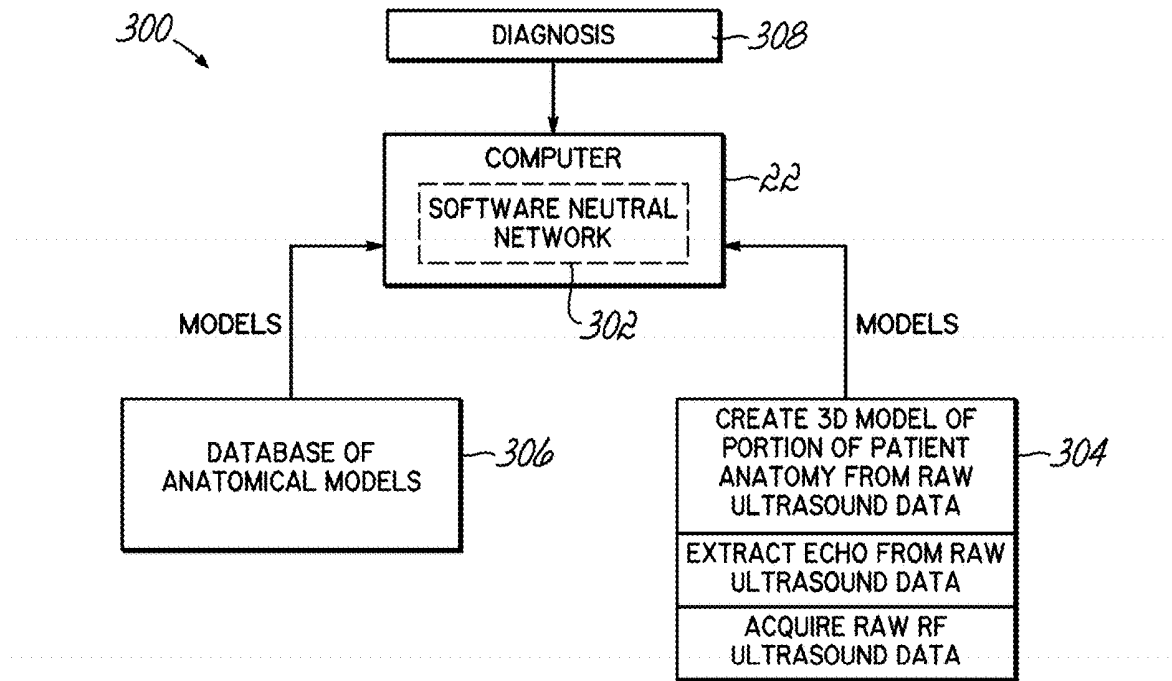 300
DIAGNOSIS
308
COMPUTER
22
SOFTWARE NEUTRAL
NETWORK
302
MODELS
MODELS
DATABASE OF
ANATOMICAL MODELS
306
CREATE 3D MODEL OF
PORTION OF PATIENT
ANATOMY FROM RAW
ULTRASOUND DATA
304
EXTRACT ECHO FROM RAW
ULTRASOUND DATA
ACQUIRE RAW RF
ULTRASOUND DATA